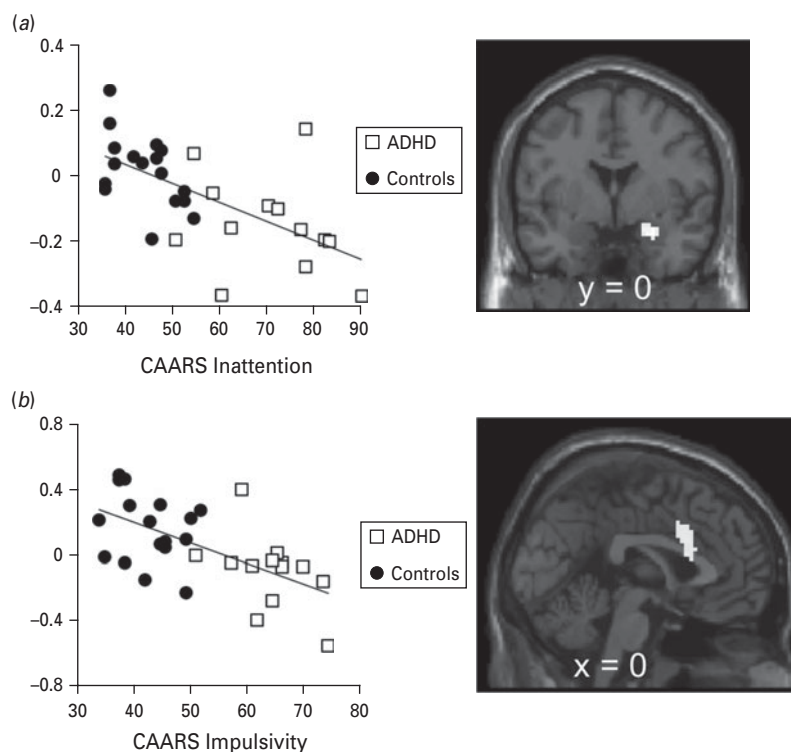 (a)
0.4
0.2
0
−0.2
−0.4
30 40 50 60 70 80 90
CAARS Inattention
ADHD
Controls
y = 0
(b)
0.8
0.4
0
−0.4
−0.8
30 40 50 60 70 80
CAARS Impulsivity
ADHD
Controls
x = 0